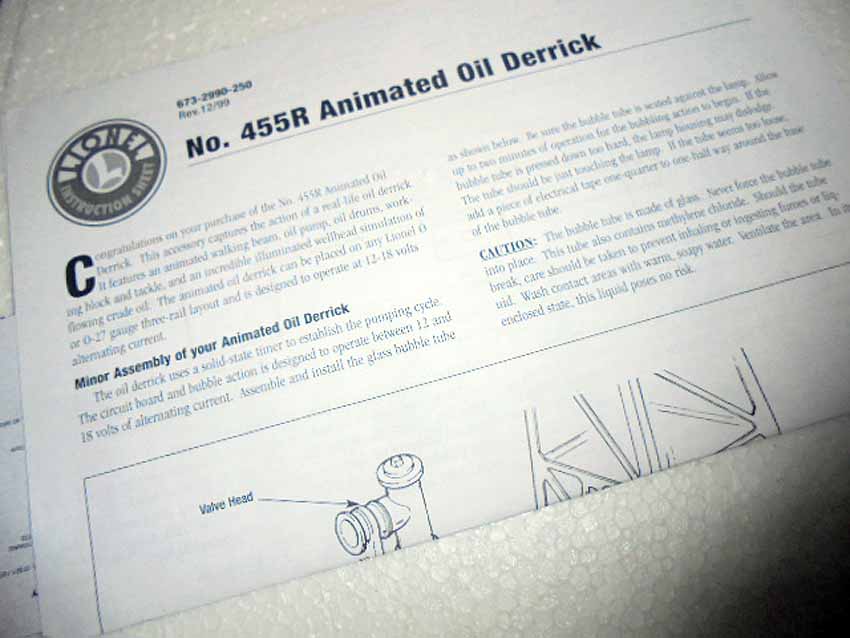 673-2990-250
Rev.12/99
No. 455R Animated Oil Derrick
LIONEL
INSTRUCTION SHEET
Congratulations on your purchase of the No. 455R Animated Oil
Derrick. This accessory captures the action of a real-life oil derrick.
It features an animated walking beam, oil pump, oil drums, work-
ing block and tackle, and an incredible illuminated wellhead simulation of
flowing crude oil. The animated oil derrick can be placed on any Lionel O
or O-27 gauge three-rail layout and is designed to operate at 12-18 volts
alternating current.
Minor Assembly of your Animated Oil Derrick
The oil derrick uses a solid-state timer to establish the pumping cycle.
The circuit board and bubble action is designed to operate between 12 and
18 volts of alternating current. Assemble and install the glass bubble tube
as shown below. Be sure the bubble tube is seated against the lamp. Allow
up to two minutes of operation for the bubbling action to begin. If the
bubble tube is pressed down too hard, the lamp housing may dislodge.
The tube should be just touching the lamp. If the tube seems too loose,
add a piece of electrical tape one-quarter to one-half way around the base
of the bubble tube.
CAUTION: The bubble tube is made of glass. Never force the bubble tube
into place. This tube also contains methylene chloride. Should the tube
break, care should be taken to prevent inhaling or ingesting fumes or liq-
uid. Wash contact areas with warm, soapy water. Ventilate the area. In it
enclosed state, this liquid poses no risk.
Valve Head